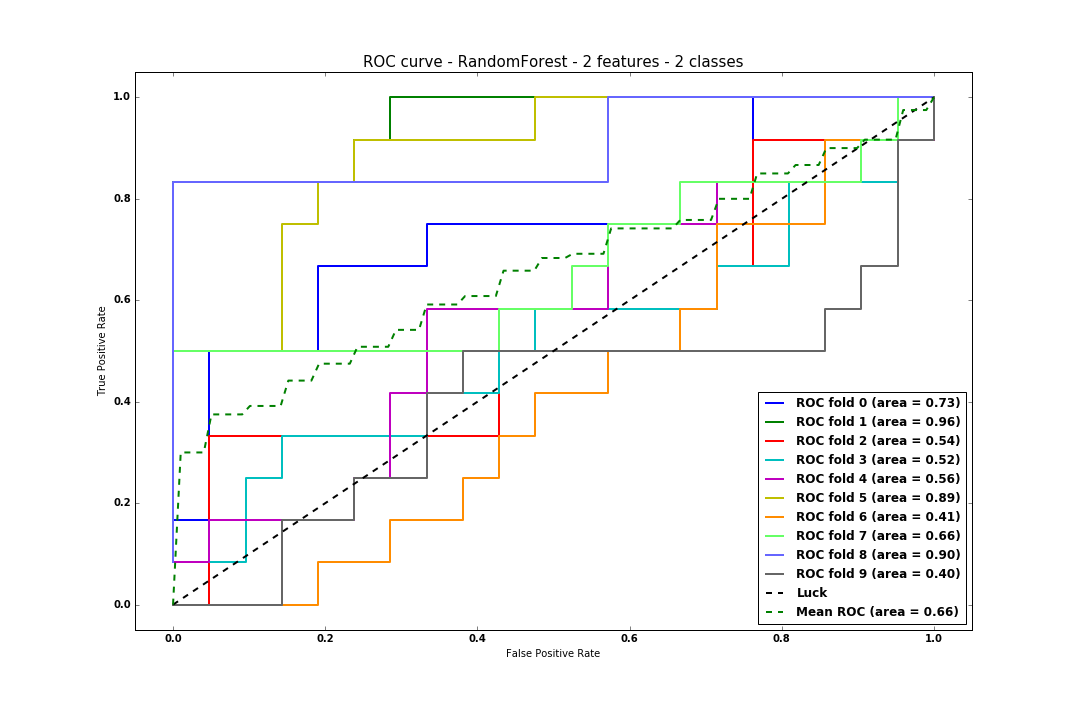 ROC curve - RandomForest - 2 features - 2 classes
1.0
0.8
0.6
0.4
0.2
0.0
True Positive Rate
0.0 0.2 0.4 0.6 0.8 1.0
False Positive Rate
ROC fold 0 (area = 0.73)
ROC fold 1 (area = 0.96)
ROC fold 2 (area = 0.54)
ROC fold 3 (area = 0.52)
ROC fold 4 (area = 0.56)
ROC fold 5 (area = 0.89)
ROC fold 6 (area = 0.41)
ROC fold 7 (area = 0.66)
ROC fold 8 (area = 0.90)
ROC fold 9 (area = 0.40)
Luck
Mean ROC (area = 0.66)